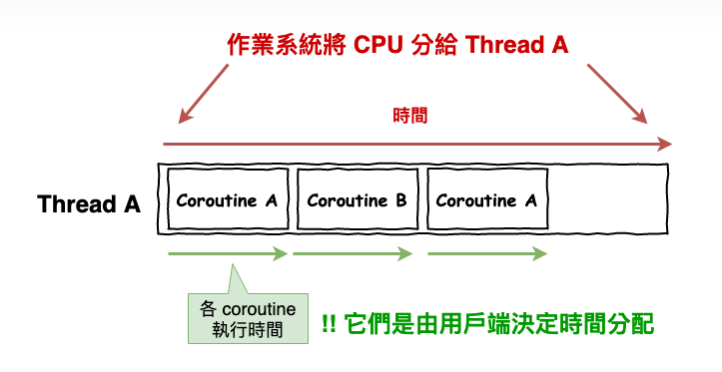 作業系統將 CPU 分給 Thread A
時間
Thread A
Coroutine A
Coroutine B
Coroutine A
各 coroutine
執行時間
!! 它們是由用戶端決定時間分配